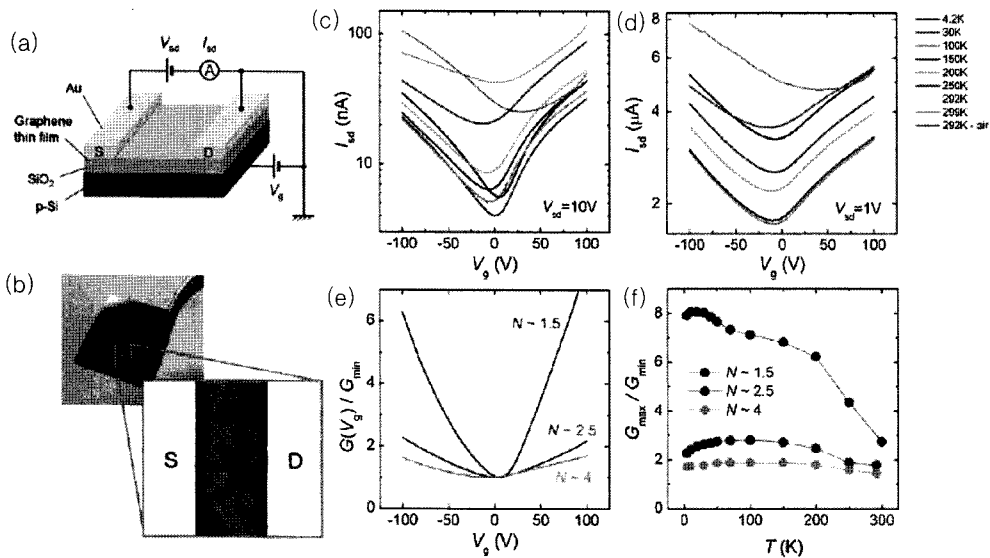 (a)
V_sd
I_sd
A
Au
Graphene
thin film
S
D
SiO₂
p-Si
V_g
(b)
S
D
(c)
I_sd (nA)
100
10
V_sd=10V
-100
-50
0
50
100
V_g (V)
(d)
I_sd (μA)
8
6
4
2
V_sd=1V
-100
-50
0
50
100
V_g (V)
4.2K
30K
100K
150K
200K
250K
292K
299K
292K - air
(e)
G(V_g) / G_min
6
4
2
0
N ~ 1.5
N ~ 2.5
N ~ 4
-100
-50
0
50
100
V_g (V)
(f)
G_max / G_min
8
6
4
2
0
N ~ 1.5
N ~ 2.5
N ~ 4
0
50
100
150
200
250
300
T (K)